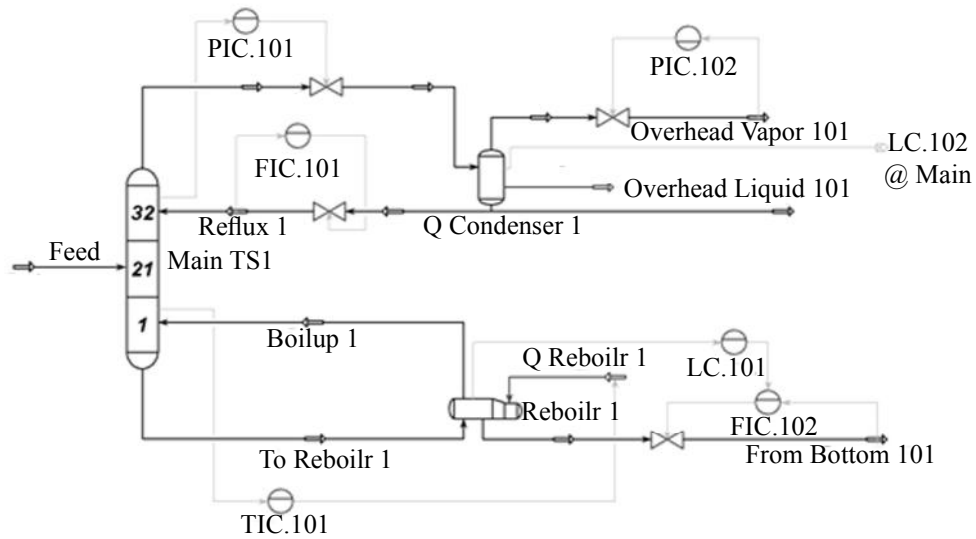 PIC.101
PIC.102
Overhead Vapor 101
LC.102
@ Main
FIC.101
Overhead Liquid 101
32
Reflux 1
Q Condenser 1
Feed
21
Main TS1
1
Boilup 1
Q Reboilr 1
LC.101
Reboilr 1
FIC.102
To Reboilr 1
From Bottom 101
TIC.101